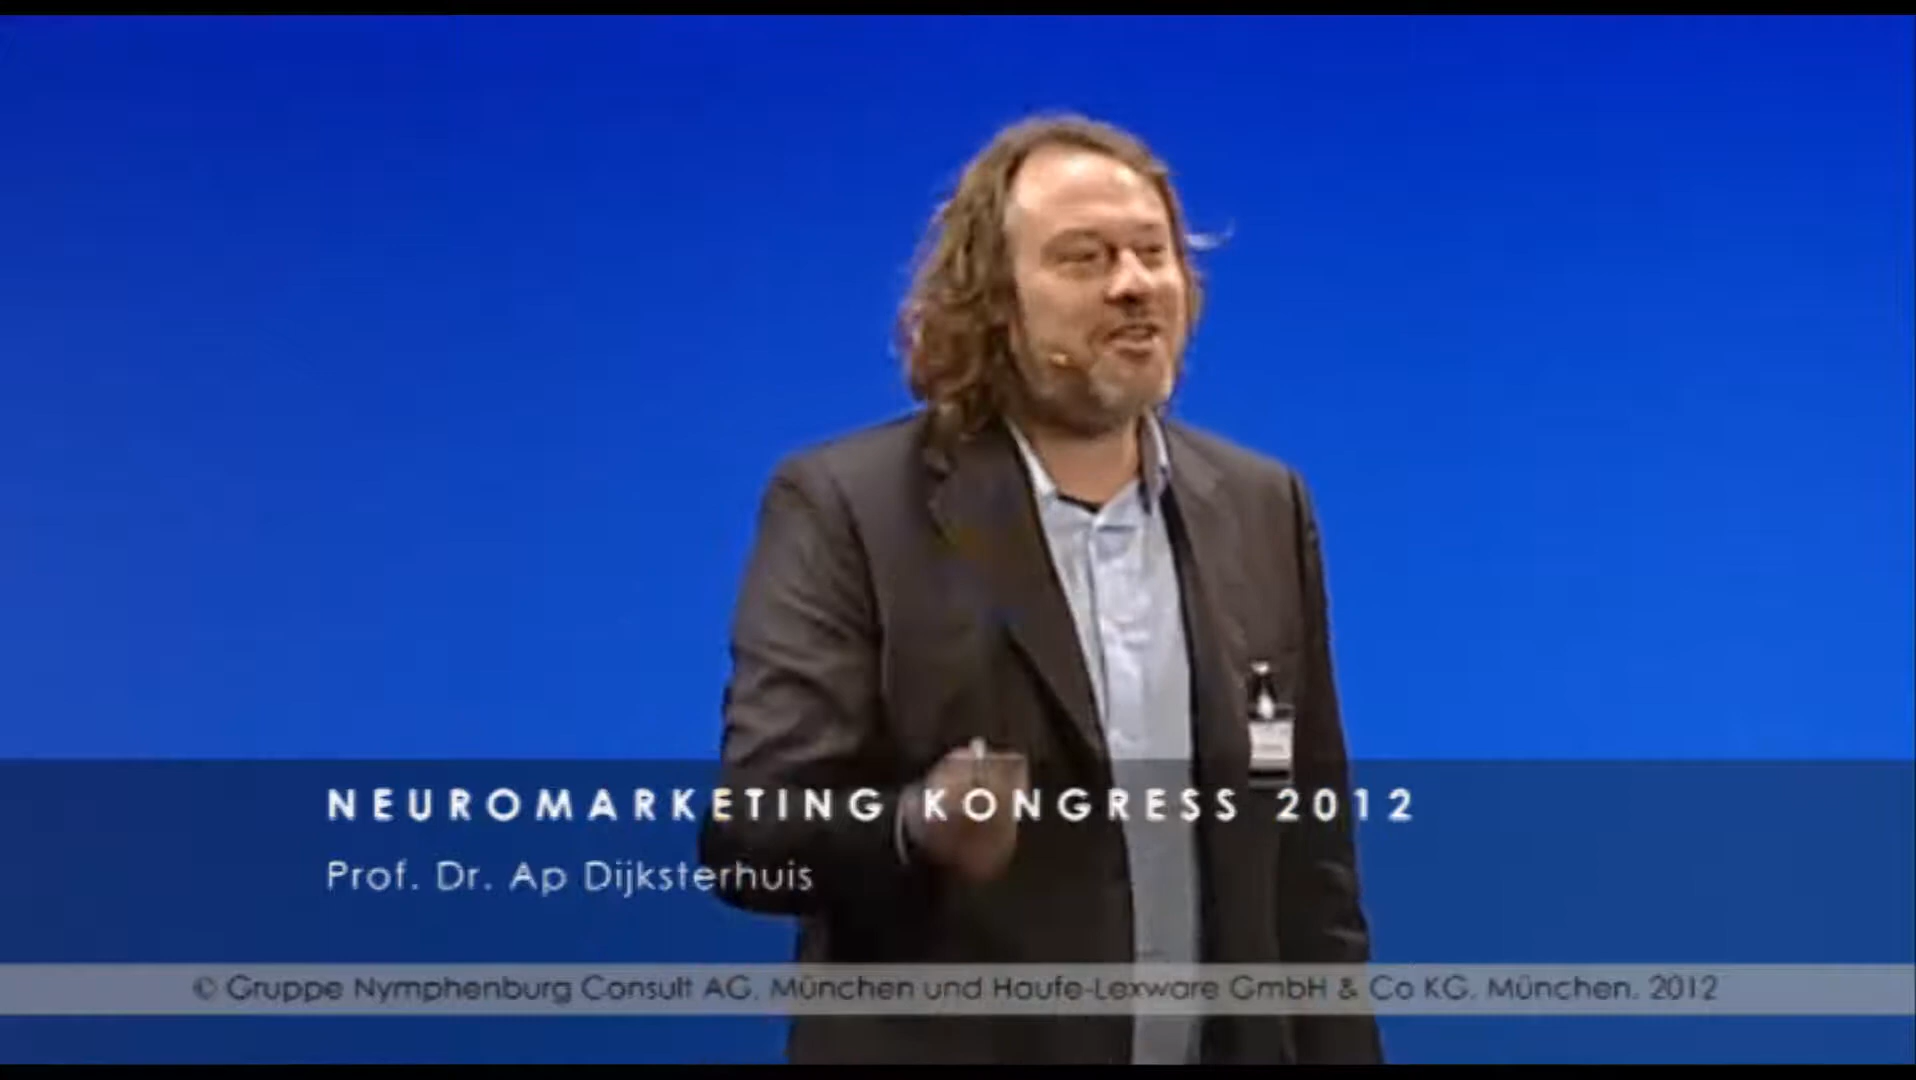 NEUROMARKETING KONGRESS 2012
Prof. Dr. Ap Dijksterhuis
© Gruppe Nymphenburg Consult AG, München und Haufe-Lexware GmbH & Co KG, München, 2012